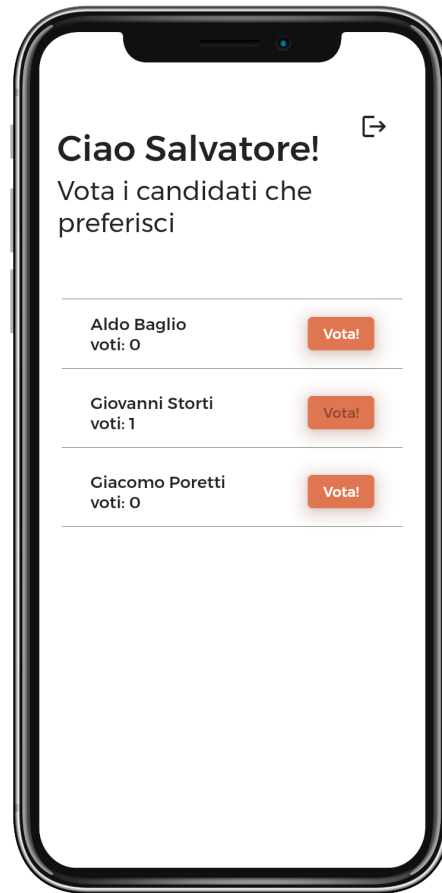 Ciao Salvatore!
Vota i candidati che
preferisci
Aldo Baglio
voti: 0
Vota!
Giovanni Storti
voti: 1
Vota!
Giacomo Poretti
voti: 0
Vota!